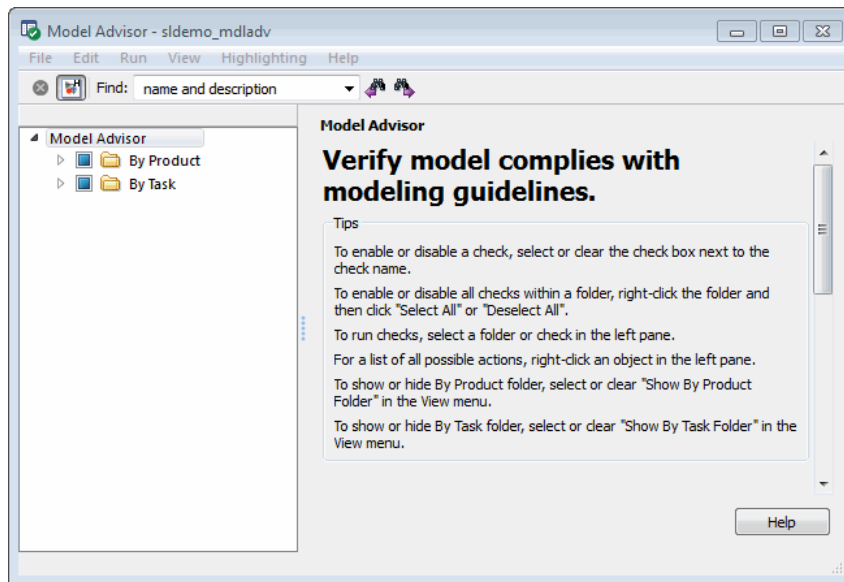 Model Advisor - sldemo_mdladv
File Edit Run View Highlighting Help
Find: name and description
Model Advisor
By Product
By Task
Model Advisor
Verify model complies with
modeling guidelines.
Tips
To enable or disable a check, select or clear the check box next to the
check name.
To enable or disable all checks within a folder, right-click the folder and
then click "Select All" or "Deselect All".
To run checks, select a folder or check in the left pane.
For a list of all possible actions, right-click an object in the left pane.
To show or hide By Product folder, select or clear "Show By Product
Folder" in the View menu.
To show or hide By Task folder, select or clear "Show By Task Folder" in the
View menu.
Help